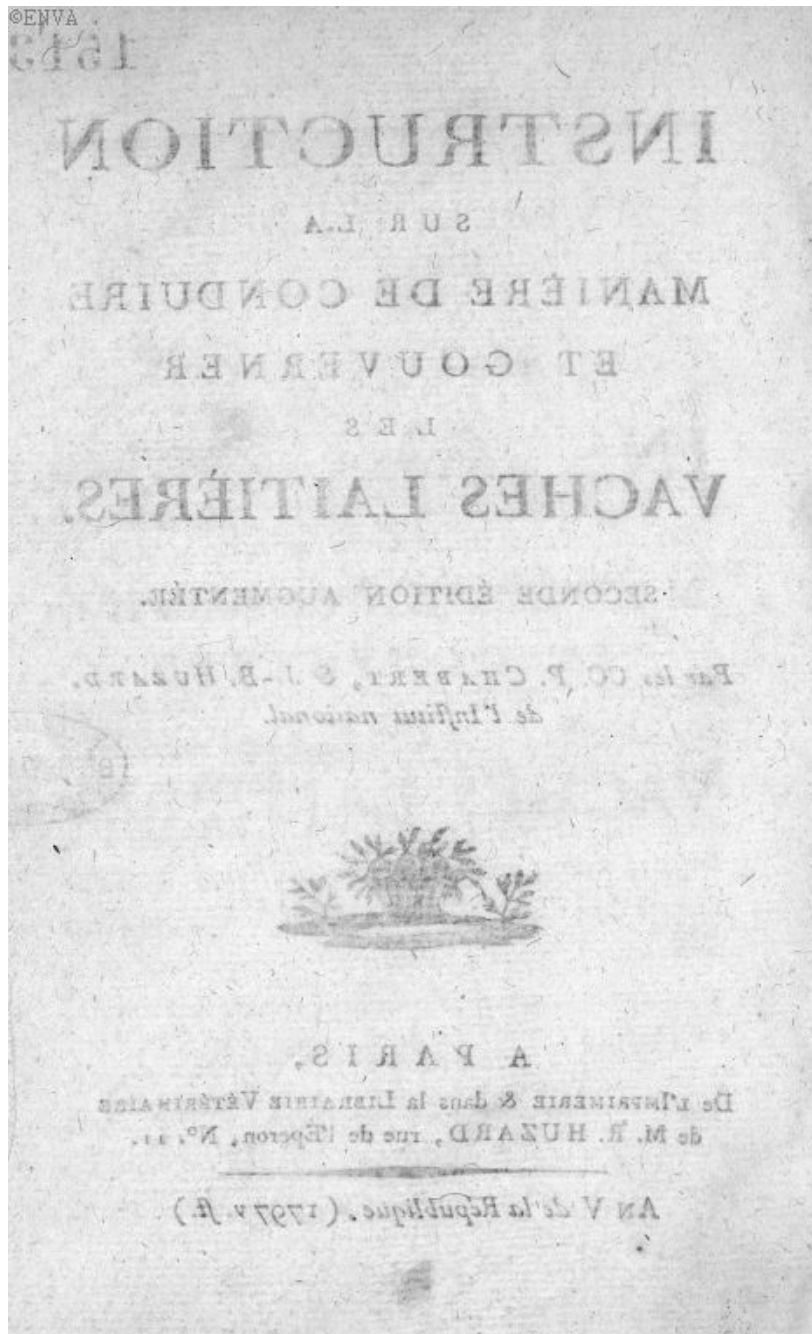 ©ENVA
INSTRUCTION
SUR LA
MANIÈRE DE CONDUIRE
ET GOUVERNER
LES
VACHES LAITIÈRES.
SECONDE ÉDITION AUGMENTÉE.
Par les CC. P. CHABERT, & J.-B. HUZARD,
de l'Institut national.
A PARIS,
De l'IMPRIMERIE & dans la LIBRAIRIE VÉTÉRINAIRE
de M. R. HUZARD, rue de l'Éperon, Nº. 11.
AN V de la République. (1797 v. st.)